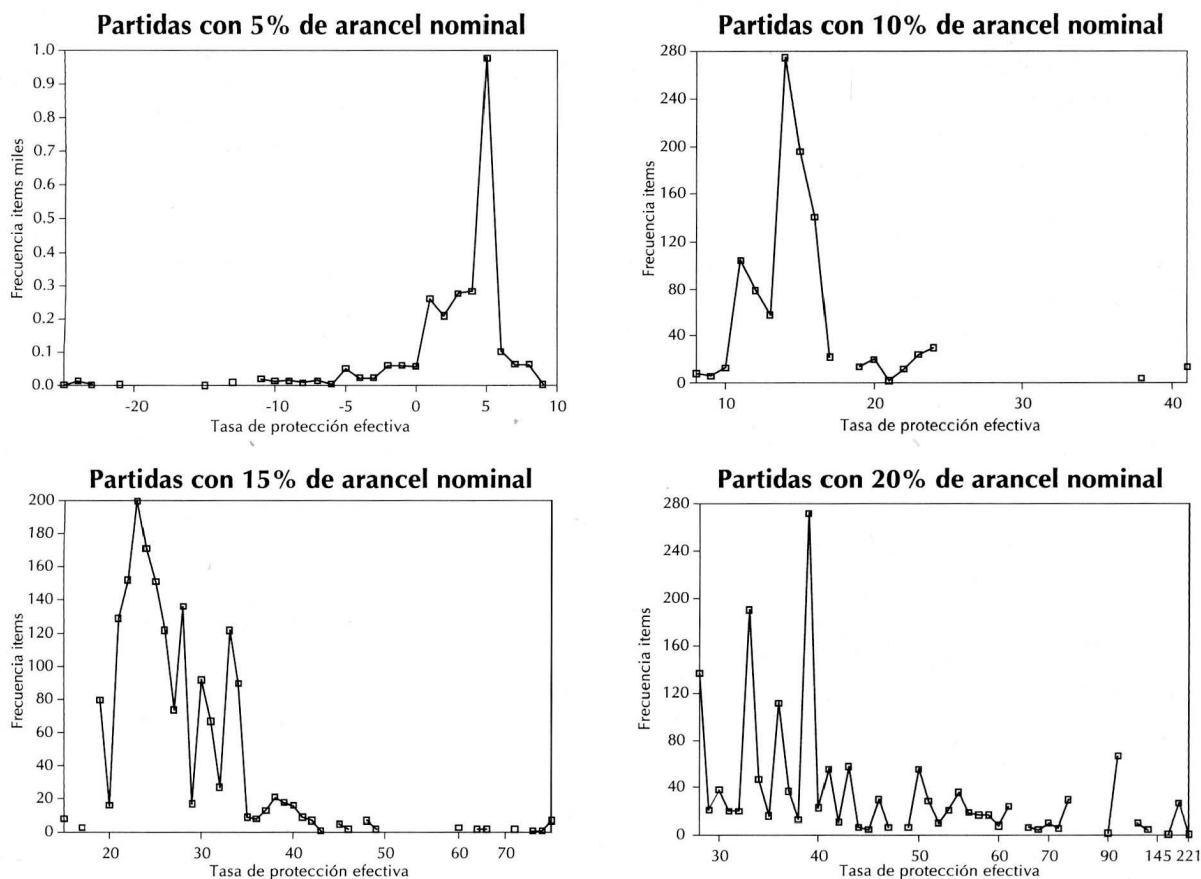 Partidas con 5% de arancel nominal
1.0
0.9
0.8
0.7
0.6
0.5
0.4
0.3
0.2
0.1
0.0
Frecuencia items miles
-20 -10 -5 0 5 10
Tasa de protección efectiva
Partidas con 10% de arancel nominal
280
240
200
160
120
80
40
0
Frecuencia items
10 20 30 40
Tasa de protección efectiva
Partidas con 15% de arancel nominal
200
180
160
140
120
100
80
60
40
20
0
Frecuencia items
20 30 40 50 60 70
Tasa de protección efectiva
Partidas con 20% de arancel nominal
280
240
200
160
120
80
40
0
Frecuencia items
30 40 50 60 70 90 145 221
Tasa de protección efectiva